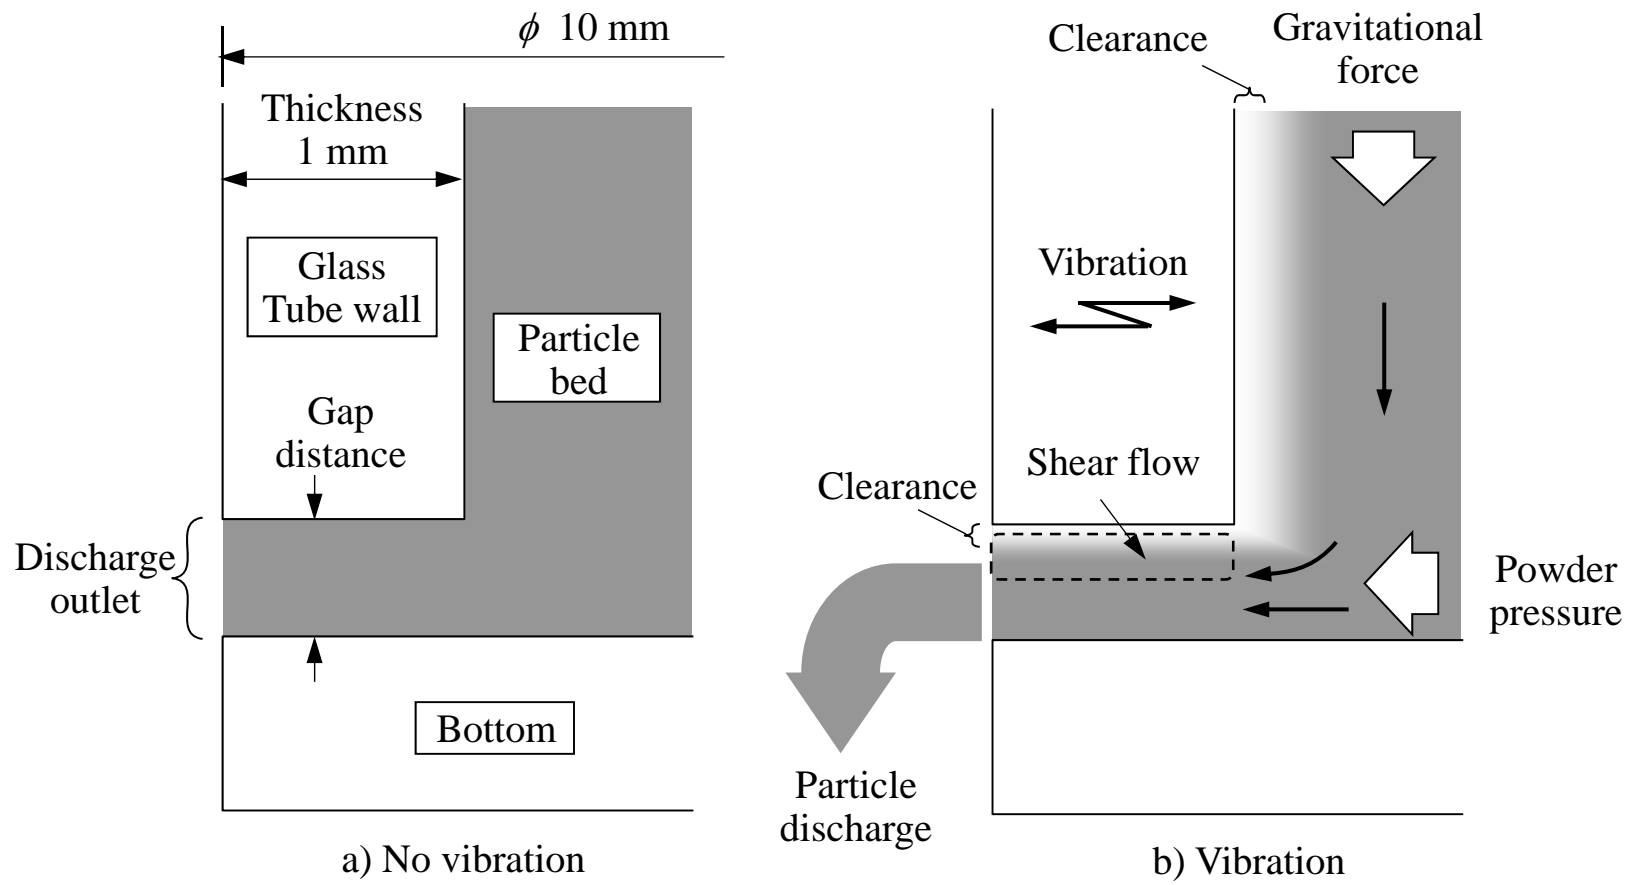 ϕ 10 mm
Thickness
1 mm
Glass
Tube wall
Particle
bed
Gap
distance
Discharge
outlet
Bottom
a) No vibration
Clearance
Gravitational
force
Vibration
Shear flow
Clearance
Powder
pressure
Particle
discharge
b) Vibration